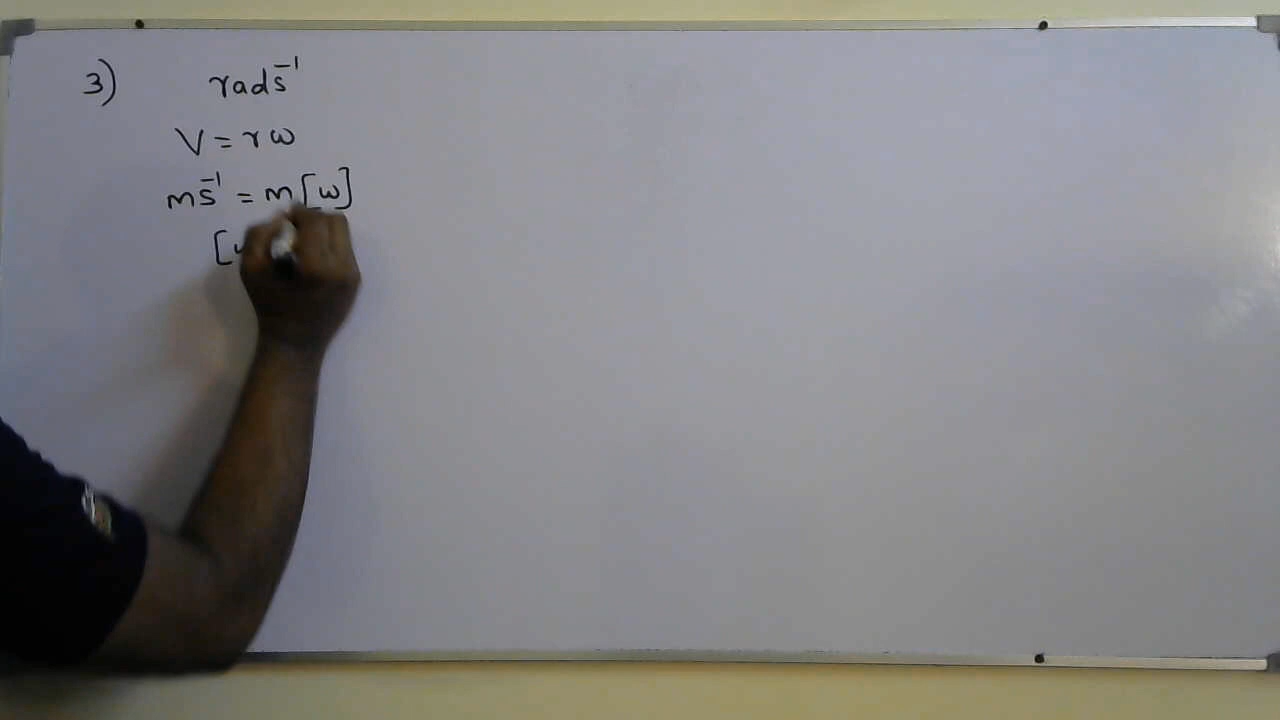 3) rad s⁻¹
V = rω
m s⁻¹ = m[ω]
[